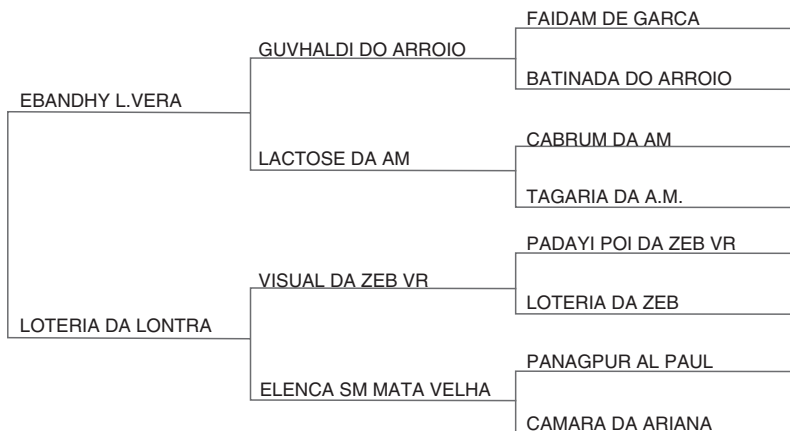 FAIDAM DE GARCA
GUVHALDI DO ARROIO
BATINADA DO ARROIO
EBANDHY L.VERA
CABRUM DA AM
LACTOSE DA AM
TAGARIA DA A.M.
PADAYI POI DA ZEB VR
VISUAL DA ZEB VR
LOTERIA DA ZEB
LOTERIA DA LONTRA
PANAGPUR AL PAUL
ELENCA SM MATA VELHA
CAMARA DA ARIANA